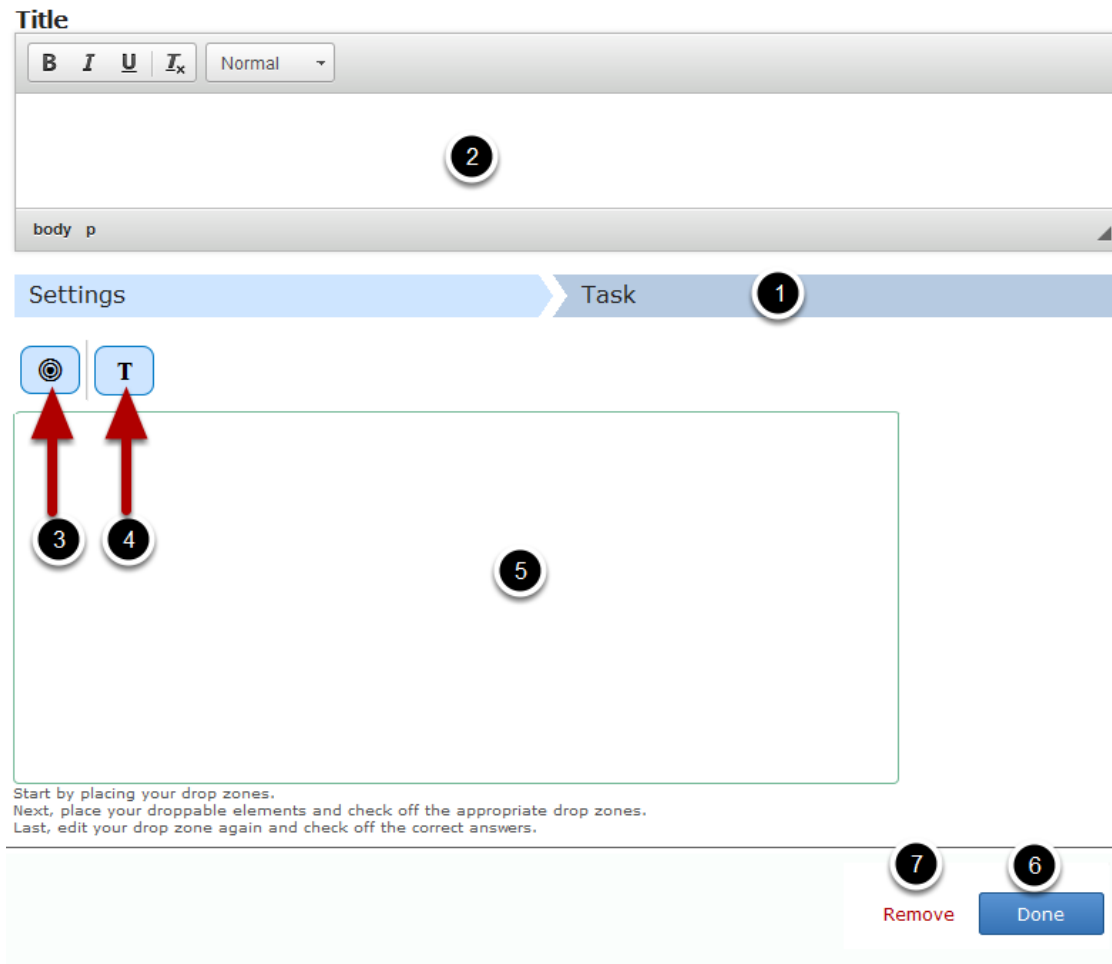 Title
B I U Tx Normal
2
body p
Settings Task 1
T
3 4
5
Start by placing your drop zones.
Next, place your droppable elements and check off the appropriate drop zones.
Last, edit your drop zone again and check off the correct answers.
7 6
Remove Done